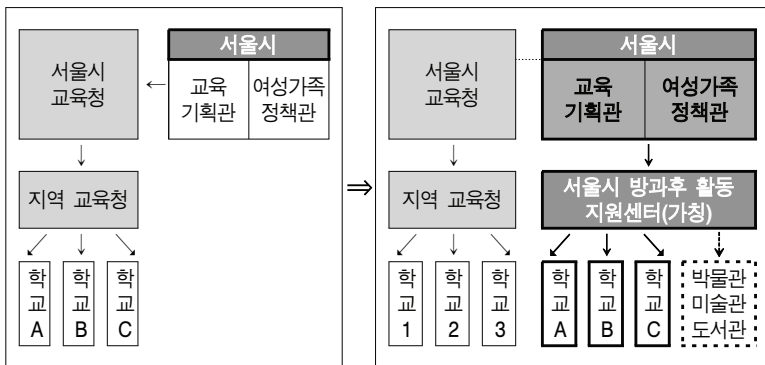 서울시
교육청
서울시
교육
기획관
여성가족
정책관
←
↓
지역 교육청
↙ ↓ ↘
학
교
A
학
교
B
학
교
C
⇒
서울시
교육청
서울시
교육
기획관
여성가족
정책관
↓
↓
지역 교육청
서울시 방과후 활동
지원센터(가칭)
↙ ↓ ↘
↙ ↓ ↘
학
교
1
학
교
2
학
교
3
학
교
A
학
교
B
학
교
C
박물관
미술관
도서관